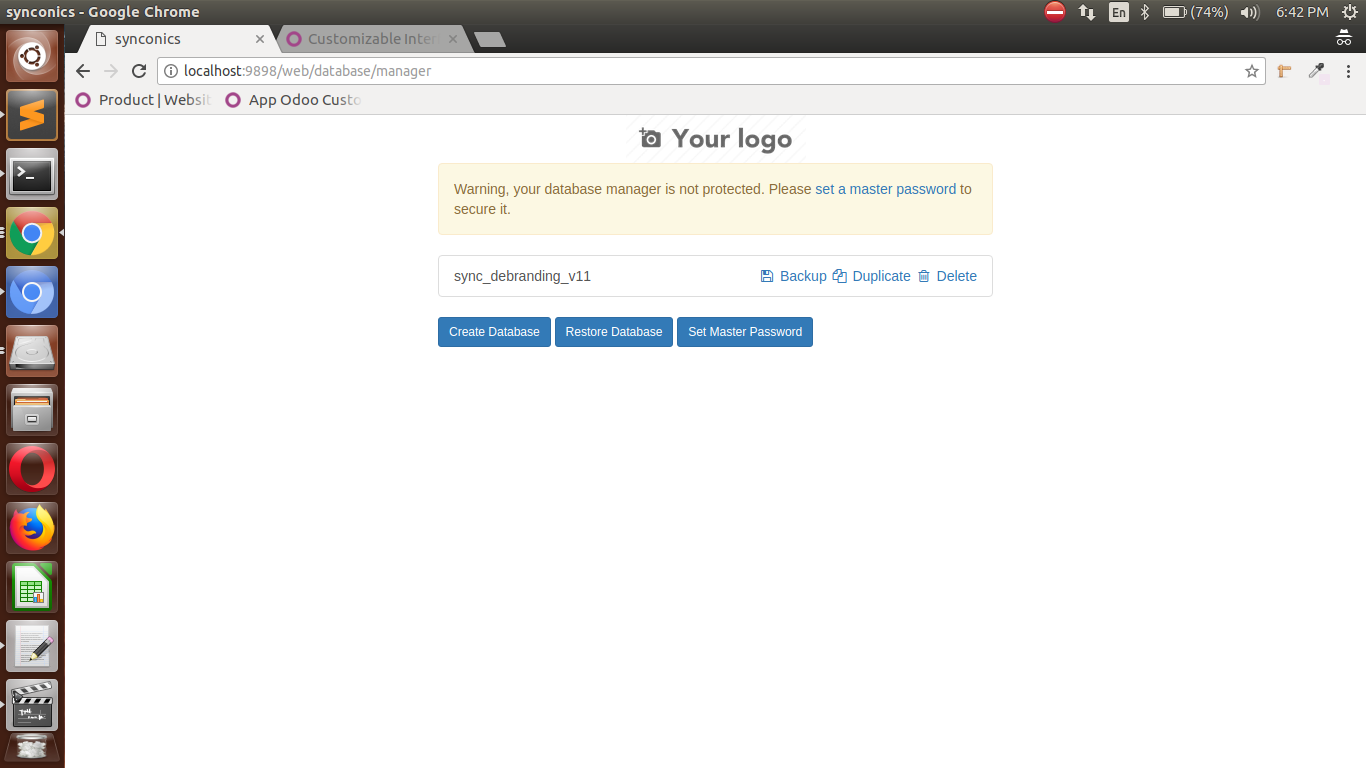 synconics - Google Chrome
En
(74%)
6:42 PM
synconics
Customizable Inter
localhost:9898/web/database/manager
Product | Websit
App Odoo Custo
Your logo
Warning, your database manager is not protected. Please set a master password to
secure it.
sync_debranding_v11
Backup
Duplicate
Delete
Create Database
Restore Database
Set Master Password